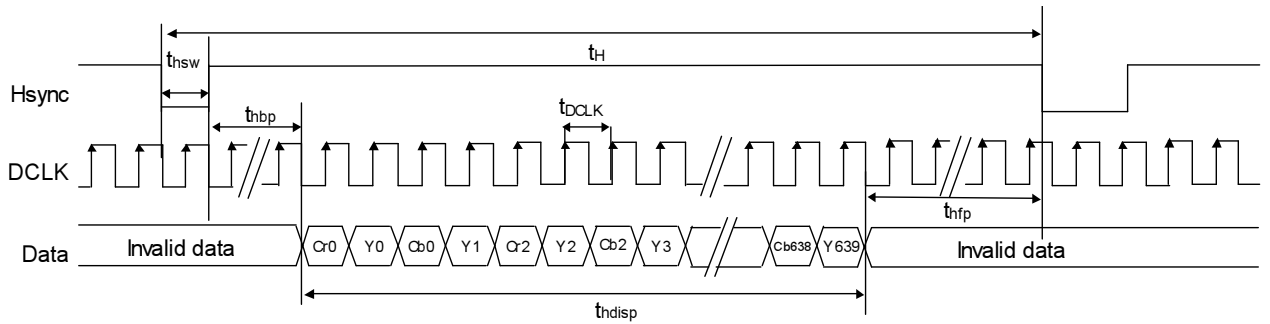 tH
thsw
Hsync
thbp
tDCLK
DCLK
thfp
Data
Invalid data
Cr0
Y0
Cb0
Y1
Cr2
Y2
Cb2
Y3
Cb638
Y639
Invalid data
thdisp